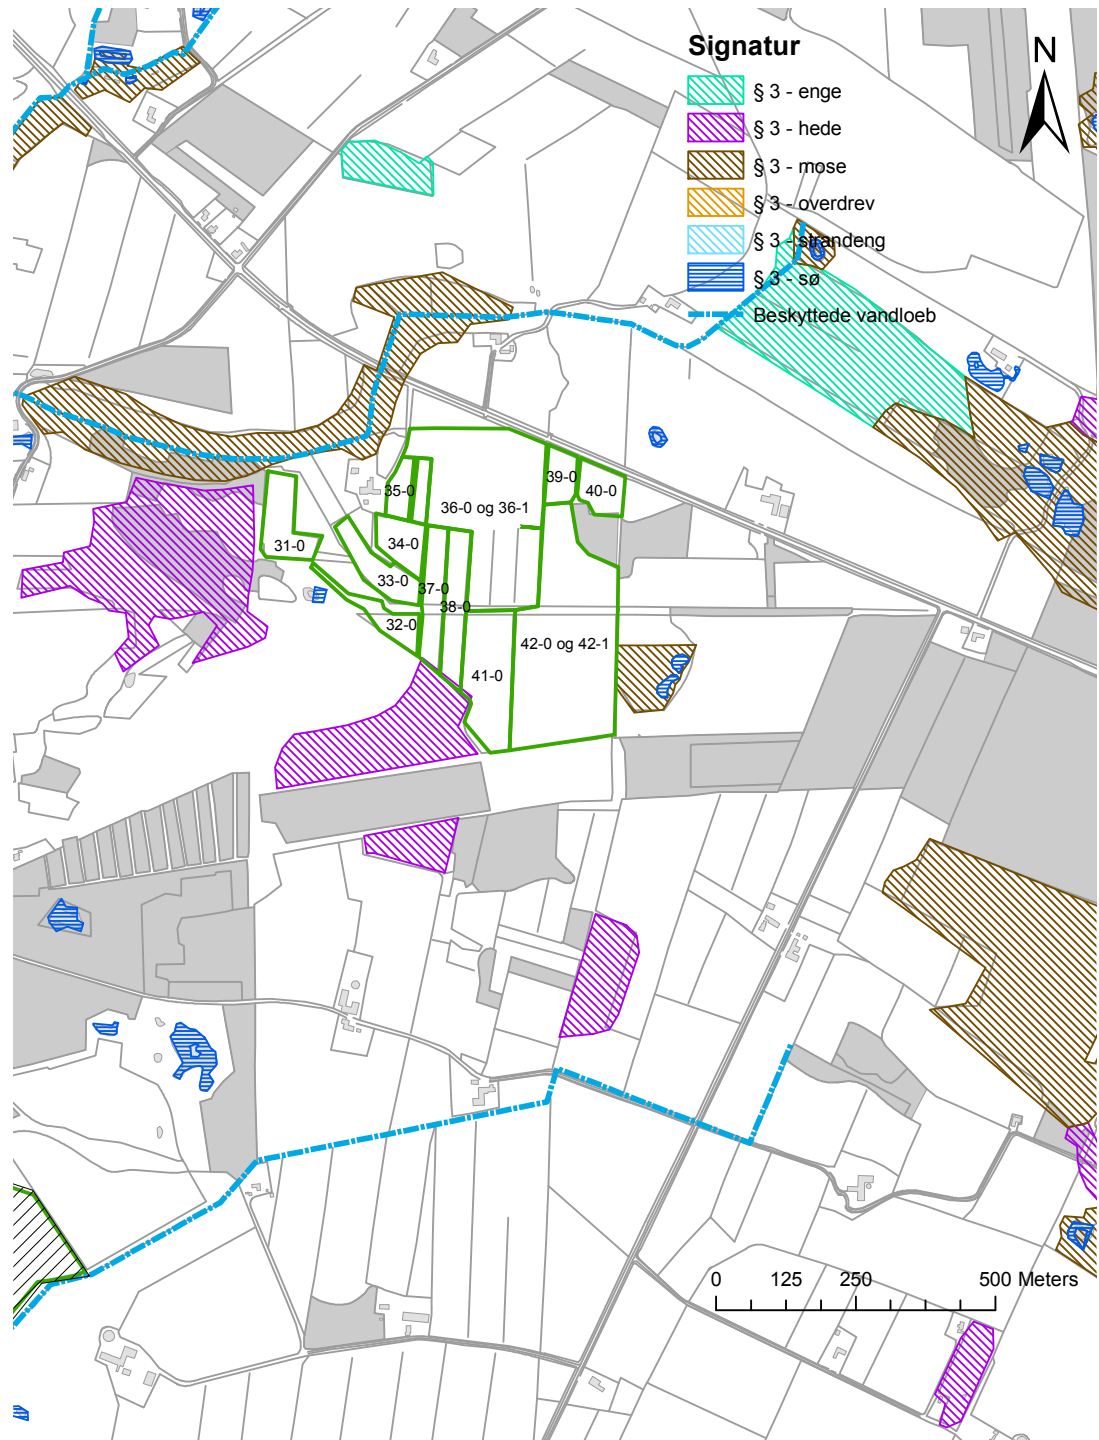 Signatur
N
§ 3 - enge
§ 3 - hede
§ 3 - mose
§ 3 - overdrev
§ 3 - strandeng
§ 3 - sø
Beskyttede vandloeb
39-0
35-0
40-0
36-0 og 36-1
31-0
34-0
33-0
37-0
38-0
32-0
42-0 og 42-1
41-0
0 125 250 500 Meters